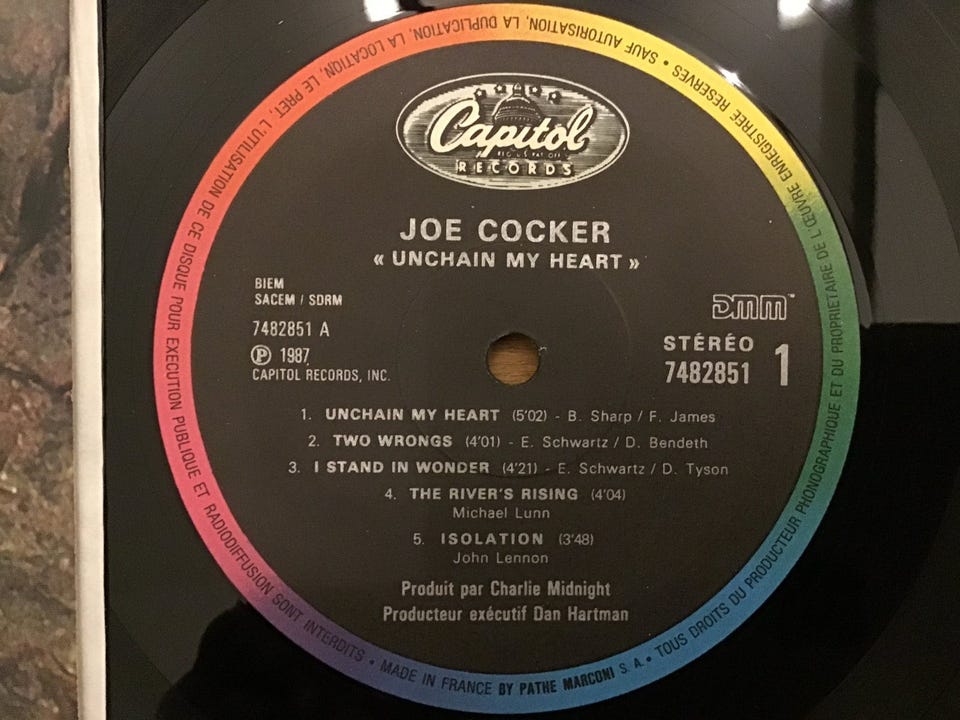 Capitol
REG. U.S. PAT. OFF.
RECORDS
JOE COCKER
« UNCHAIN MY HEART »
BIEM
SACEM / SDRM
7482851 A
℗ 1987
CAPITOL RECORDS, INC.
DMM™
STÉRÉO
7482851 1
1. UNCHAIN MY HEART (5'02) - B. Sharp / F. James
2. TWO WRONGS (4'01) - E. Schwartz / D. Bendeth
3. I STAND IN WONDER (4'21) - E. Schwartz / D. Tyson
4. THE RIVER'S RISING (4'04)
Michael Lunn
5. ISOLATION (3'48)
John Lennon
Produit par Charlie Midnight
Producteur exécutif Dan Hartman
• MADE IN FRANCE BY PATHE MARCONI S. A. • TOUS DROITS DU PRODUCTEUR PHONOGRAPHIQUE ET DU PROPRIETAIRE DE L'ŒUVRE ENREGISTREE RESERVES • SAUF AUTORISATION, LA DUPLICATION, LA LOCATION, LE PRET, L'UTILISATION DE CE DISQUE POUR EXECUTION PUBLIQUE ET RADIODIFFUSION SONT INTERDITS